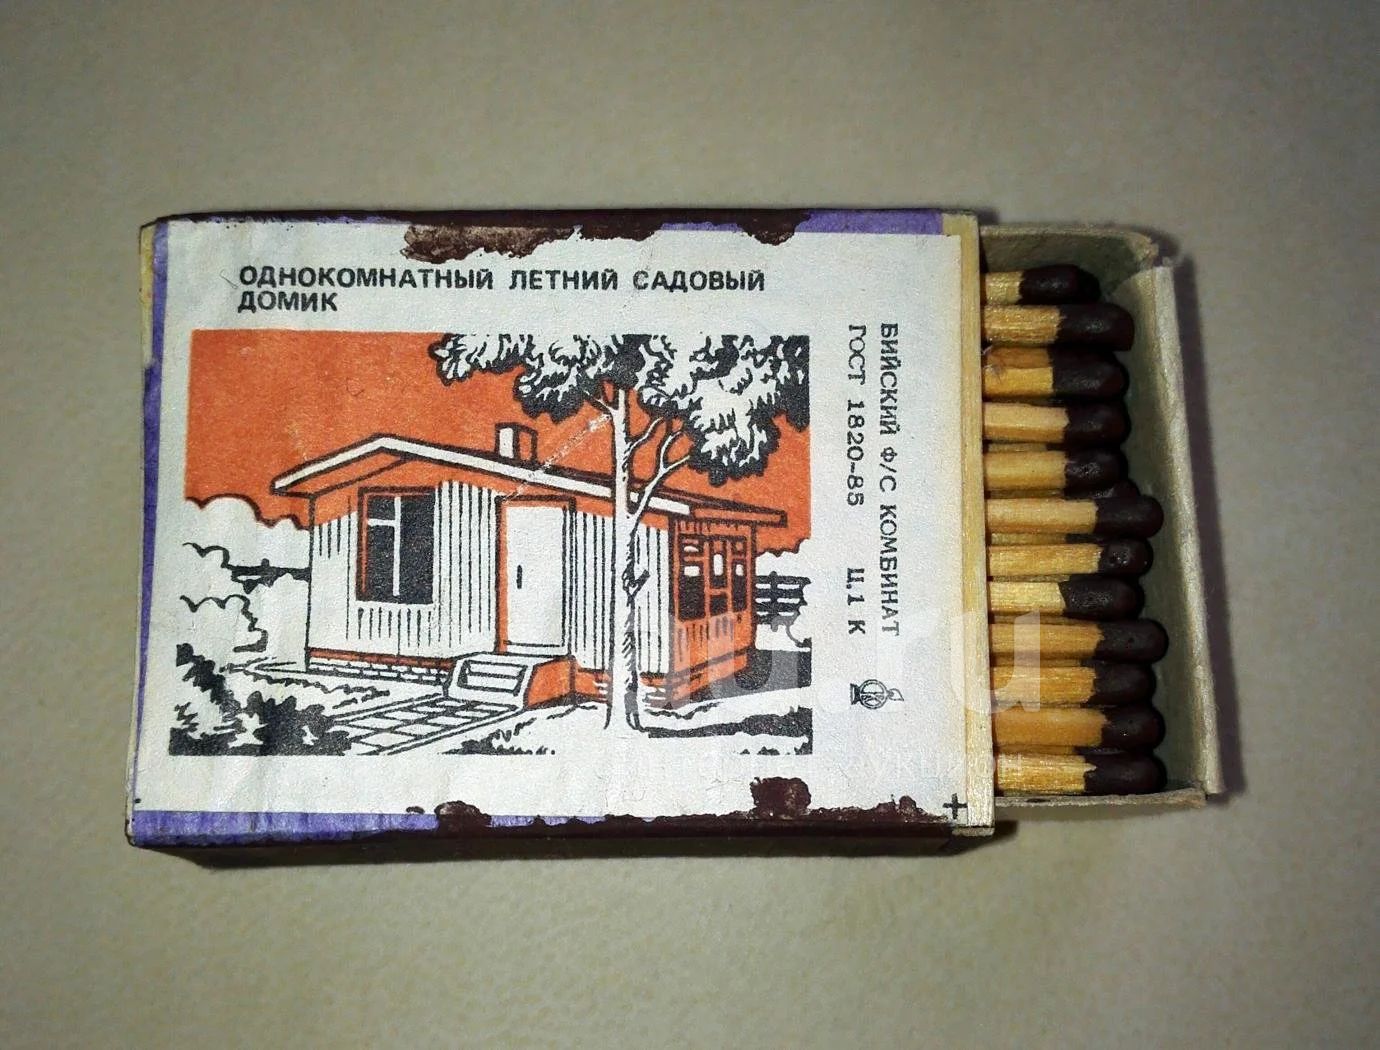 ОДНОКОМНАТНЫЙ ЛЕТНИЙ САДОВЫЙ
ДОМИК
БИЙСКИЙ Ф/С КОМБИНАТ
ГОСТ 1820-85 Ц.1 К